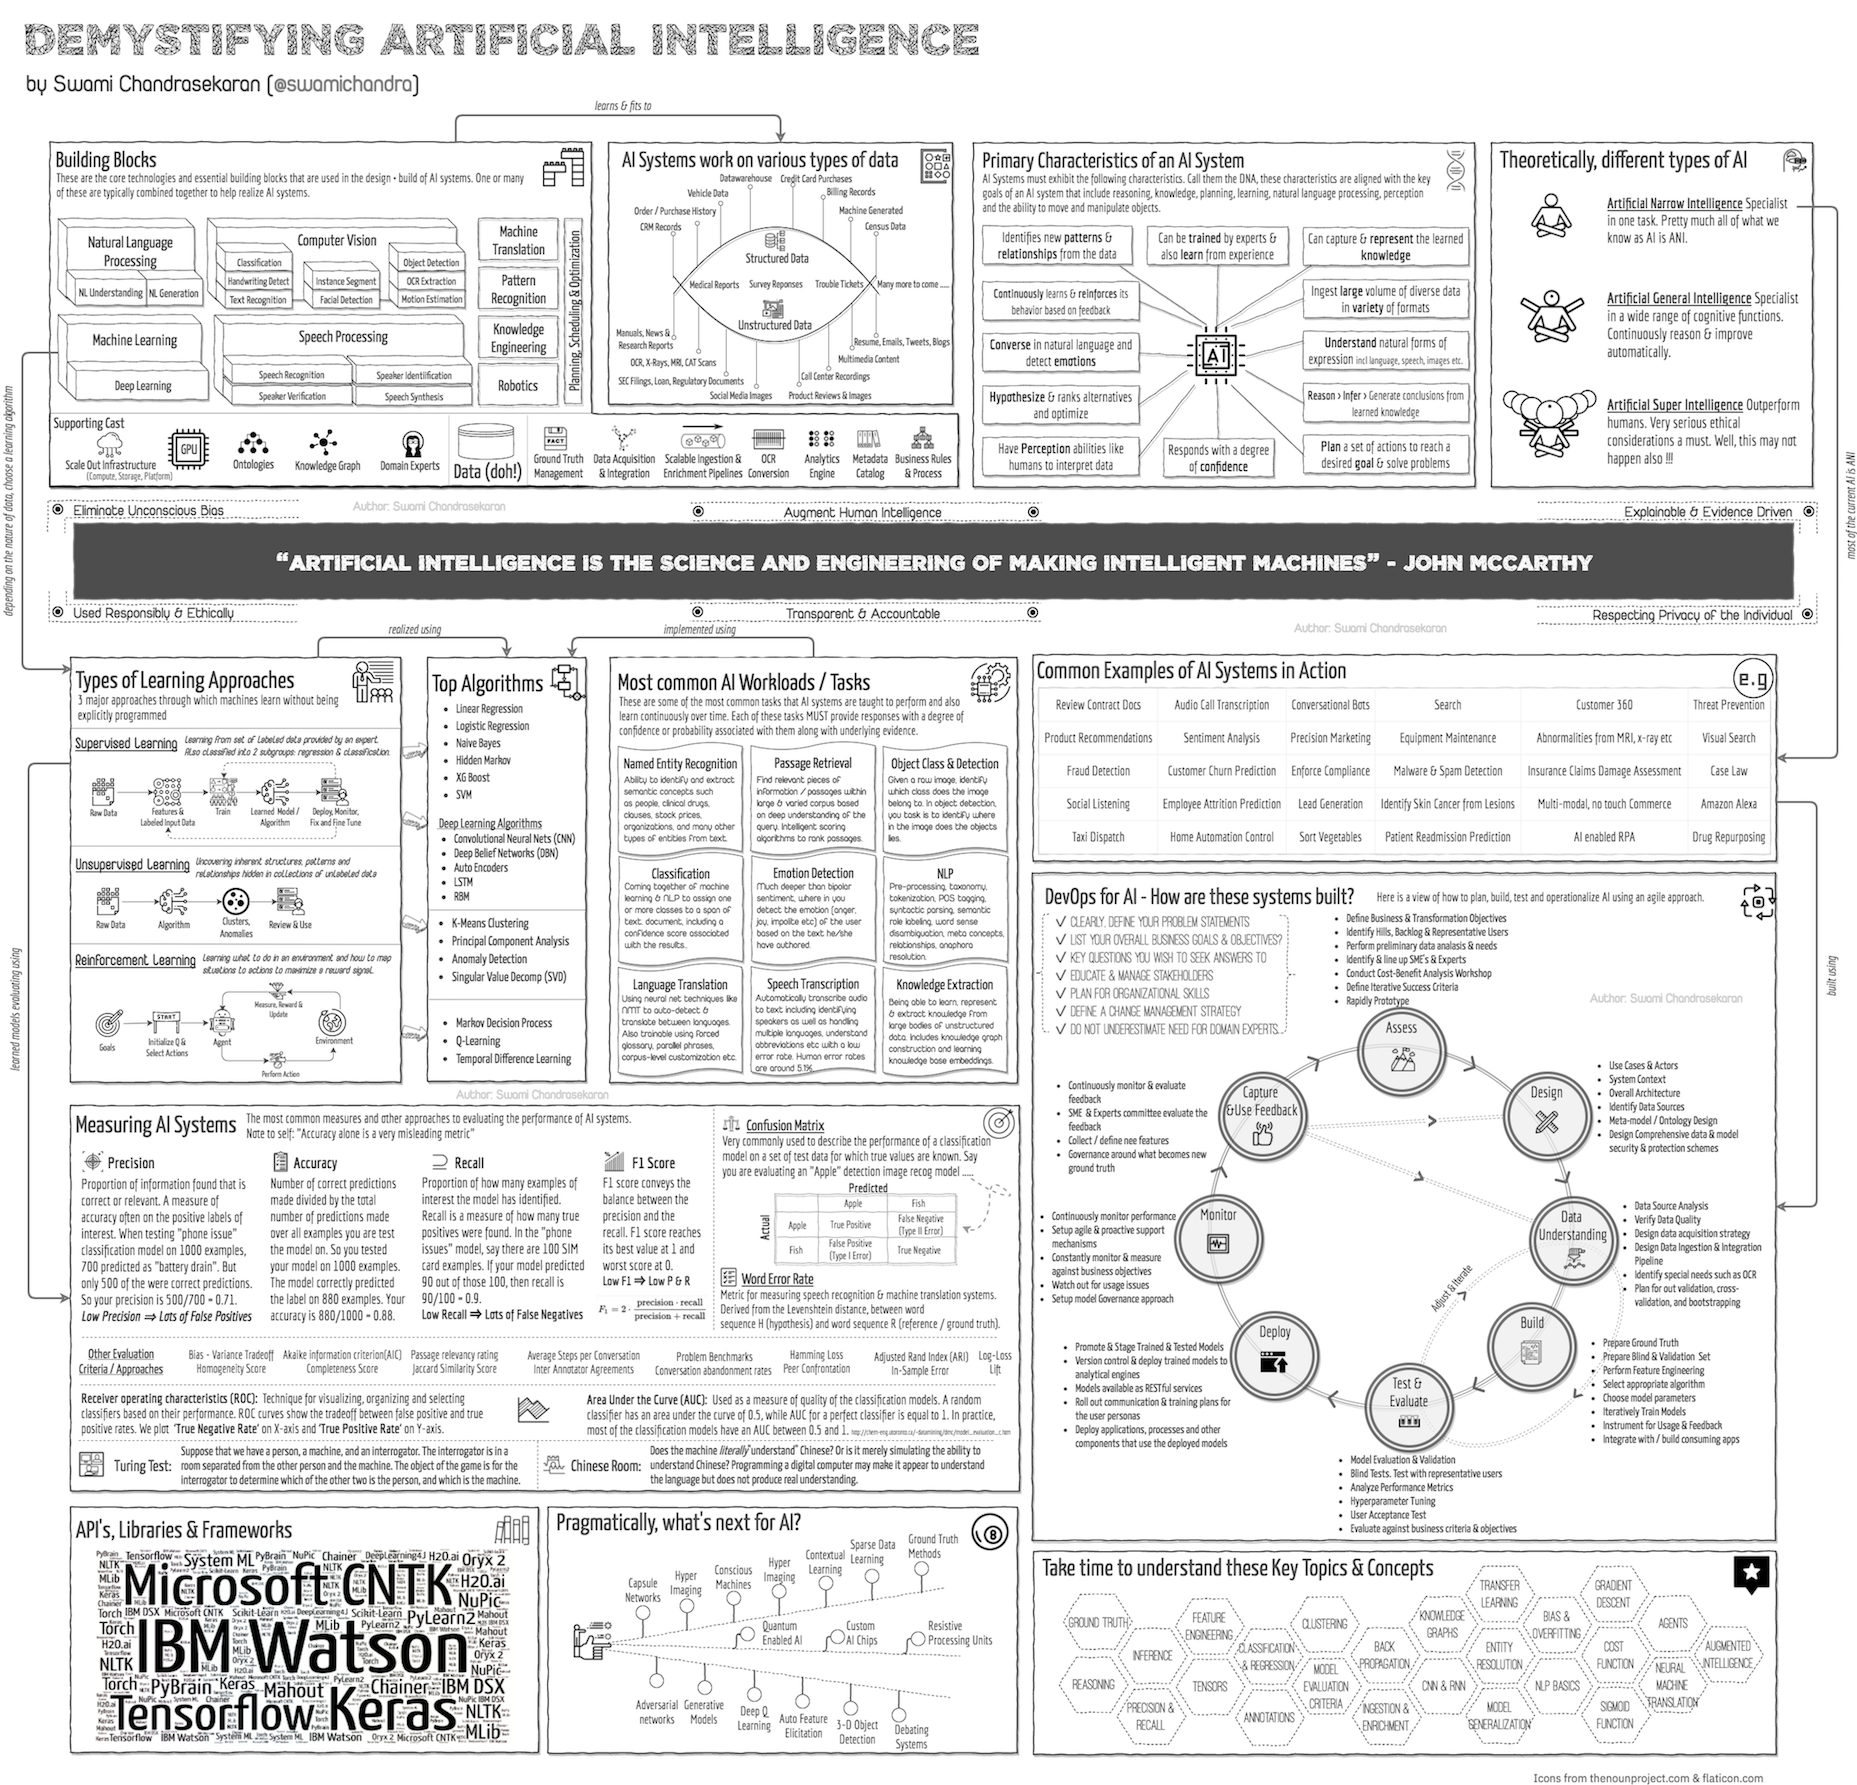 DEMYSTIFYING ARTIFICIAL INTELLIGENCE
by Swami Chandrasekaran (@swamichandra)
learns & fits to
Building Blocks
These are the core technologies and essential building blocks that are used in the design + build of AI systems. One or many
of these are typically combined together to help realize AI systems.
Natural Language
Processing
NL Understanding
NL Generation
Computer Vision
Classification
Handwriting Detect
Text Recognition
Instance Segment
Facial Detection
Object Detection
OCR Extraction
Motion Estimation
Machine Learning
Deep Learning
Speech Processing
Speech Recognition
Speaker Identiification
Speaker Verification
Speech Synthesis
Machine
Translation
Pattern
Recognition
Knowledge
Engineering
Robotics
Planning, Scheduling & Optimization
Supporting Cast
Scale Out Infrastructure
(Compute, Storage, Platform)
GPU
Ontologies
Knowledge Graph
Domain Experts
Data (doh!)
FACT
Ground Truth
Management
Data Acquisition
& Integration
Scalable Ingestion &
Enrichment Pipelines
OCR
Conversion
Analytics
Engine
Metadata
Catalog
Business Rules
& Process
AI Systems work on various types of data
Datawarehouse
Credit Card Purchases
Vehicle Data
Billing Records
Order / Purchase History
Machine Generated
CRM Records
Census Data
Structured Data
Medical Reports
Survey Reponses
Trouble Tickets
Many more to come .....
Unstructured Data
Manuals, News &
Research Reports
Resume, Emails, Tweets, Blogs
OCR, X-Rays, MRI, CAT Scans
Multimedia Content
SEC Filings, Loan, Regulatory Documents
Call Center Recordings
Social Media Images
Product Reviews & Images
Primary Characteristics of an AI System
AI Systems must exhibit the following characteristics. Call them the DNA, these characteristics are aligned with the key
goals of an AI system that include reasoning, knowledge, planning, learning, natural language processing, perception
and the ability to move and manipulate objects.
Identifies new patterns &
relationships from the data
Can be trained by experts &
also learn from experience
Can capture & represent the learned
knowledge
Continuously learns & reinforces its
behavior based on feedback
Ingest large volume of diverse data
in variety of formats
Converse in natural language and
detect emotions
AI
Understand natural forms of
expression incl language, speech, images etc.
Hypothesize & ranks alternatives
and optimize
Reason > Infer > Generate conclusions from
learned knowledge
Have Perception abilities like
humans to interpret data
Responds with a degree
of confidence
Plan a set of actions to reach a
desired goal & solve problems
Theoretically, different types of AI
Artificial Narrow Intelligence Specialist
in one task. Pretty much all of what we
know as AI is ANI.
Artificial General Intelligence Specialist
in a wide range of cognitive functions.
Continuously reason & improve
automatically.
Artificial Super Intelligence Outperform
humans. Very serious ethical
considerations a must. Well, this may not
happen also !!!
depending on the nature of data, choose a learning algorithm
most of the current AI is ANI
Eliminate Unconscious Bias
Author: Swami Chandrasekaran
Augment Human Intelligence
Explainable & Evidence Driven
“ARTIFICIAL INTELLIGENCE IS THE SCIENCE AND ENGINEERING OF MAKING INTELLIGENT MACHINES” - JOHN MCCARTHY
Used Responsibly & Ethically
Transparent & Accountable
Respecting Privacy of the Individual
Author: Swami Chandrasekaran
realized using
implemented using
Types of Learning Approaches
3 major approaches through which machines learn without being
explicitly programmed
Supervised Learning
Learning from set of labeled data provided by an expert.
Also classified into 2 subgroups: regression & classification.
Raw Data
Features &
Labeled Input Data
Train
Learned Model /
Algorithm
Deploy, Monitor,
Fix and Fine Tune
Unsupervised Learning
Uncovering inherent structures, patterns and
relationships hidden in collections of unlabeled data
Raw Data
Algorithm
Clusters,
Anomalies
Review & Use
Reinforcement Learning
Learning what to do in an environment and how to map
situations to actions to maximize a reward signal.
Measure, Reward &
Update
START
Goals
Initialize Q &
Select Actions
Agent
Environment
Perform Action
Top Algorithms
Linear Regression
Logistic Regression
Naive Bayes
Hidden Markov
XG Boost
SVM
Deep Learning Algorithms
Convolutional Neural Nets (CNN)
Deep Belief Networks (DBN)
Auto Encoders
LSTM
RBM
K-Means Clustering
Principal Component Analysis
Anomaly Detection
Singular Value Decomp (SVD)
Markov Decision Process
Q-Learning
Temporal Difference Learning
Author: Swami Chandrasekaran
Most common AI Workloads / Tasks
These are some of the most common tasks that AI systems are taught to perform and also
learn continuously over time. Each of these tasks MUST provide responses with a degree of
confidence or probability associated with them along with underlying evidence.
Named Entity Recognition
Ability to identify and extract
semantic concepts such
as people, clinical drugs,
clauses, stock prices,
organizations, and many other
types of entities from text.
Passage Retrieval
Find relevant pieces of
information / passages within
large & varied corpus based
on deep understanding of the
query. Intelligent scoring
algorithms to rank passages.
Object Class & Detection
Given a raw image, identify
which class does the image
belong to. In object detection,
you task is to identify where
in the image does the objects
lies.
Classification
Coming together of machine
learning & NLP to assign one
or more classes to a span of
text, document, including a
confidence score associated
with the results.
Emotion Detection
Much deeper than bipolar
sentiment, where in you
detect the emotion (anger,
joy, impolite etc) of the user
based on the text he/she
have authored.
NLP
Pre-processing, taxonomy,
tokenization, POS tagging,
syntactic parsing, semantic
role labeling, word sense
disambiguation, meta concepts,
relationships, anaphora
resolution.
Language Translation
Using neural net techniques like
NMT to auto-detect &
translate between languages.
Also trainable using forced
glossary, parallel phrases,
corpus-level customization etc.
Speech Transcription
Automatically transcribe audio
to text including identifying
speakers as well as handling
multiple languages, understand
abbreviations etc with a low
error rate. Human error rates
are around 5.1%.
Knowledge Extraction
Being able to learn, represent
& extract knowledge from
large bodies of unstructured
data. Includes knowledge graph
construction and learning
knowledge base embeddings.
Common Examples of AI Systems in Action
e.g
Review Contract Docs
Audio Call Transcription
Conversational Bots
Search
Customer 360
Threat Prevention
Product Recommendations
Sentiment Analysis
Precision Marketing
Equipment Maintenance
Abnormalities from MRI, x-ray etc
Visual Search
Fraud Detection
Customer Churn Prediction
Enforce Compliance
Malware & Spam Detection
Insurance Claims Damage Assessment
Case Law
Social Listening
Employee Attrition Prediction
Lead Generation
Identify Skin Cancer from Lesions
Multi-modal, no touch Commerce
Amazon Alexa
Taxi Dispatch
Home Automation Control
Sort Vegetables
Patient Readmission Prediction
AI enabled RPA
Drug Repurposing
learned models evaluating using
built using
DevOps for AI - How are these systems built?
Here is a view of how to plan, build, test and operationalize AI using an agile approach.
CLEARLY, DEFINE YOUR PROBLEM STATEMENTS
LIST YOUR OVERALL BUSINESS GOALS & OBJECTIVES?
KEY QUESTIONS YOU WISH TO SEEK ANSWERS TO
EDUCATE & MANAGE STAKEHOLDERS
PLAN FOR ORGANIZATIONAL SKILLS
DEFINE A CHANGE MANAGEMENT STRATEGY
DO NOT UNDERESTIMATE NEED FOR DOMAIN EXPERTS
Define Business & Transformation Objectives
Identify Hills, Backlog & Representative Users
Perform preliminary data analasis & needs
Identify & line up SME's & Experts
Conduct Cost-Benefit Analysis Workshop
Define Iterative Success Criteria
Rapidly Prototype
Author: Swami Chandrasekaran
Assess
Design
Use Cases & Actors
System Context
Overall Architecture
Identify Data Sources
Meta-model / Ontology Design
Design Comprehensive data & model
security & protection schemes
Capture
&Use Feedback
Continuously monitor & evaluate
feedback
SME & Experts committee evaluate the
feedback
Collect / define nee features
Governance around what becomes new
ground truth
Data
Understanding
Data Source Analysis
Verify Data Quality
Design data acquisition strategy
Design Data Ingestion & Integration
Pipeline
Identify special needs such as OCR
Plan for out validation, cross-
validation, and bootstrapping
Monitor
Continuously monitor performance
Setup agile & proactive support
mechanisms
Constantly monitor & measure
against business objectives
Watch out for usage issues
Setup model Governance approach
Adjust & Iterate
Build
Prepare Ground Truth
Prepare Blind & Validation Set
Perform Feature Engineering
Select appropriate algorithm
Choose model parameters
Iteratively Train Models
Instrument for Usage & Feedback
Integrate with / build consuming apps
Deploy
Promote & Stage Trained & Tested Models
Version control & deploy trained models to
analytical engines
Models available as RESTful services
Roll out communication & training plans for
the user personas
Deploy applications, processes and other
components that use the deployed models
Test &
Evaluate
Model Evaluation & Validation
Blind Tests. Test with representative users
Analyze Performance Metrics
Hyperparameter Tuning
User Acceptance Test
Evaluate against business criteria & objectives
Measuring AI Systems
The most common measures and other approaches to evaluating the performance of AI systems.
Note to self: "Accuracy alone is a very misleading metric"
Precision
Proportion of information found that is
correct or relevant. A measure of
accuracy often on the positive labels of
interest. When testing "phone issue"
classification model on 1000 examples,
700 predicted as "battery drain". But
only 500 of the were correct predictions.
So your precision is 500/700 = 0.71.
Low Precision ⇒ Lots of False Positives
Accuracy
Number of correct predictions
made divided by the total
number of predictions made
over all examples you are test
the model on. So you tested
your model on 1000 examples.
The model correctly predicted
the label on 880 examples. Your
accuracy is 880/1000 = 0.88.
Recall
Proportion of how many examples of
interest the model has identified.
Recall is a measure of how many true
positives were found. In the "phone
issues" model, say there are 100 SIM
card examples. If your model predicted
90 out of those 100, then recall is
90/100 = 0.9.
Low Recall ⇒ Lots of False Negatives
F1 Score
F1 score conveys the
balance between the
precision and the
recall. F1 score reaches
its best value at 1 and
worst score at 0.
Low F1 ⇒ Low P & R
F1 = 2 · precision · recall / precision + recall
Confusion Matrix
Very commonly used to describe the performance of a classification
model on a set of test data for which true values are known. Say
you are evaluating an "Apple" detection image recog model .....
Predicted
Apple
Fish
Actual
Apple
True Positive
False Negative
(Type II Error)
Fish
False Positive
(Type I Error)
True Negative
Word Error Rate
Metric for measuring speech recognition & machine translation systems.
Derived from the Levenshtein distance, between word
sequence H (hypothesis) and word sequence R (reference / ground truth).
Other Evaluation
Criteria / Approaches
Bias - Variance Tradeoff
Homogeneity Score
Akaike information criterion(AIC)
Completeness Score
Passage relevancy rating
Jaccard Similarity Score
Average Steps per Conversation
Inter Annotator Agreements
Problem Benchmarks
Conversation abandonment rates
Hamming Loss
Peer Confrontation
Adjusted Rand Index (ARI)
In-Sample Error
Log-Loss
Lift
Receiver operating characteristics (ROC): Technique for visualizing, organizing and selecting
classifiers based on their performance. ROC curves show the tradeoff between false positive and true
positive rates. We plot 'True Negative Rate' on X-axis and 'True Positive Rate' on Y-axis.
Area Under the Curve (AUC): Used as a measure of quality of the classification models. A random
classifier has an area under the curve of 0.5, while AUC for a perfect classifier is equal to 1. In practice,
most of the classification models have an AUC between 0.5 and 1.
Turing Test:
Suppose that we have a person, a machine, and an interrogator. The interrogator is in a
room separated from the other person and the machine. The object of the game is for the
interrogator to determine which of the other two is the person, and which is the machine.
Chinese Room:
Does the machine literally"understand" Chinese? Or is it merely simulating the ability to
understand Chinese? Programming a digital computer may make it appear to understand
the language but does not produce real understanding.
API's, Libraries & Frameworks
PyBrain Tensorflow System ML PyBrain NuPic Chainer DeepLearning4J H2O.ai Oryx 2
NLTK
MLib
Microsoft CNTK
H2O.ai
NuPic
Torch IBM DSX Microsoft CNTK Scikit-Learn Scikit-Learn PyLearn2 Mahout
Torch
H2O.ai
NLTK
IBM Watson
Keras
Oryx 2
NuPic
Torch PyBrain Keras Mahout Chainer IBM DSX
Tensorflow Keras
NuPic IBM DSX
NLTK
MLib
Tensorflow IBM Watson System ML IBM Watson Oryx 2 Microsoft CNTK
Pragmatically, what's next for AI?
8
Capsule
Networks
Hyper
Imaging
Conscious
Machines
Hyper
Imaging
Contextual
Learning
Sparse Data
Learning
Ground Truth
Methods
Quantum
Enabled AI
Custom
AI Chips
Resistive
Processing Units
Adversarial
networks
Generative
Models
Deep Q
Learning
Auto Feature
Elicitation
3-D Object
Detection
Debating
Systems
Take time to understand these Key Topics & Concepts
GROUND TRUTH
REASONING
INFERENCE
PRECISION &
RECALL
FEATURE
ENGINEERING
TENSORS
CLASSIFICATION
& REGRESSION
ANNOTATIONS
CLUSTERING
MODEL
EVALUATION
CRITERIA
BACK
PROPAGATION
INGESTION &
ENRICHMENT
KNOWLEDGE
GRAPHS
CNN & RNN
TRANSFER
LEARNING
ENTITY
RESOLUTION
MODEL
GENERALIZATION
BIAS &
OVERFITTING
NLP BASICS
GRADIENT
DESCENT
COST
FUNCTION
SIGMOID
FUNCTION
AGENTS
NEURAL
MACHINE
TRANSLATION
AUGMENTED
INTELLIGENCE
Icons from thenounproject.com & flaticon.com